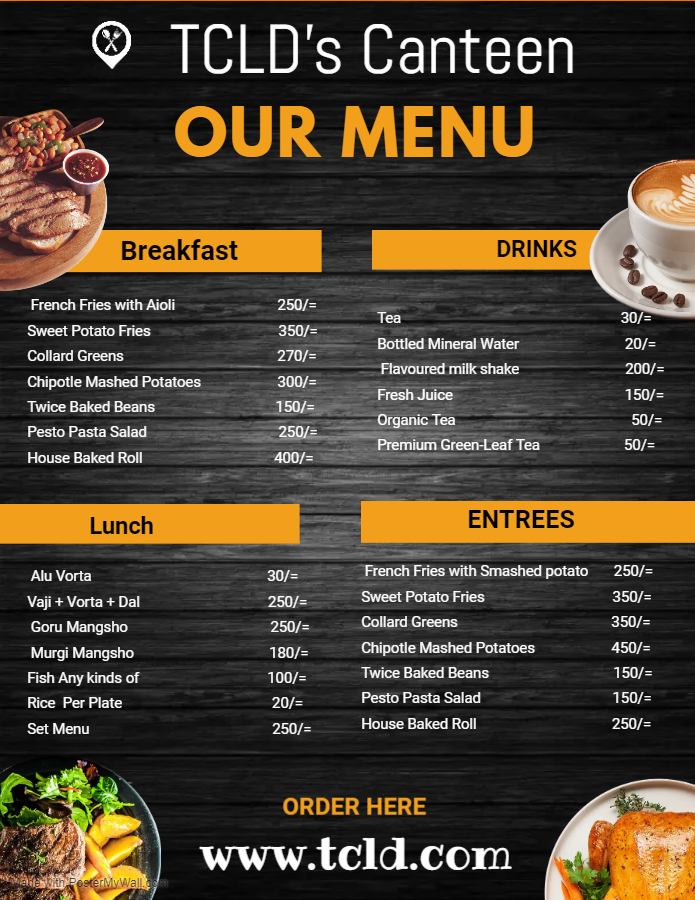 TCLD's Canteen
OUR MENU
Breakfast
French Fries with Aioli 250/=
Sweet Potato Fries 350/=
Collard Greens 270/=
Chipotle Mashed Potatoes 300/=
Twice Baked Beans 150/=
Pesto Pasta Salad 250/=
House Baked Roll 400/=
DRINKS
Tea 30/=
Bottled Mineral Water 20/=
Flavoured milk shake 200/=
Fresh Juice 150/=
Organic Tea 50/=
Premium Green-Leaf Tea 50/=
Lunch
Alu Vorta 30/=
Vaji + Vorta + Dal 250/=
Goru Mangsho 250/=
Murgi Mangsho 180/=
Fish Any kinds of 100/=
Rice Per Plate 20/=
Set Menu 250/=
ENTREES
French Fries with Smashed potato 250/=
Sweet Potato Fries 350/=
Collard Greens 350/=
Chipotle Mashed Potatoes 450/=
Twice Baked Beans 150/=
Pesto Pasta Salad 150/=
House Baked Roll 250/=
ORDER HERE
www.tcld.com
Made with PosterMyWall.com